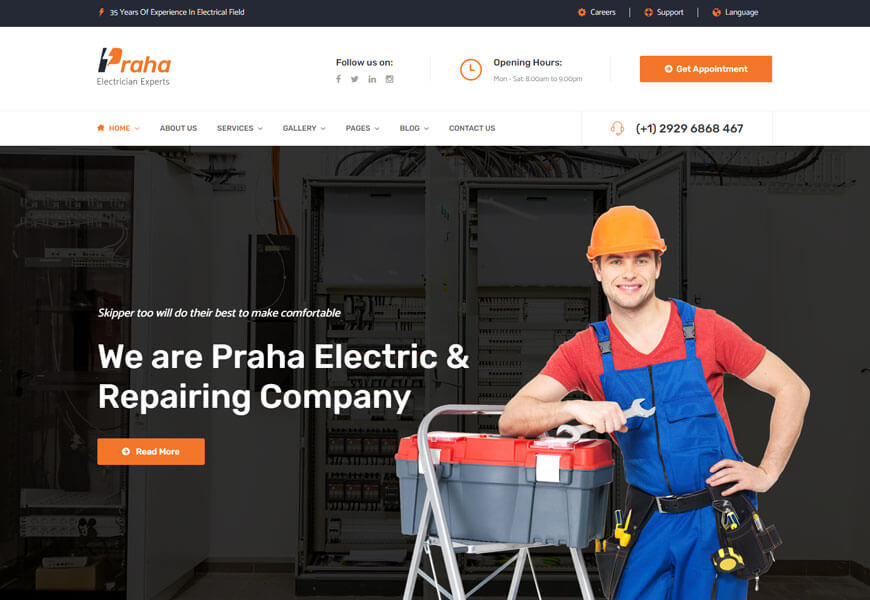 35 Years Of Experience In Electrical Field
Careers
Support
Language
Praha
Electrician Experts
Follow us on:
Opening Hours:
Mon - Sat: 8.00am to 9.00pm
Get Appointment
HOME
ABOUT US
SERVICES
GALLERY
PAGES
BLOG
CONTACT US
(+1) 2929 6868 467
Skipper too will do their best to make comfortable
We are Praha Electric &
Repairing Company
Read More